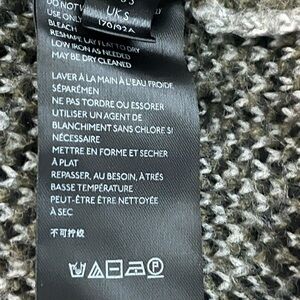 DO NOT
UK S
USE ONLY
170/92A
BLEACH
RESHAPE LAY FLAT TO DRY
LOW IRON AS NEEDED
MAY BE DRY CLEANED
LAVER À LA MAIN À L'EAU FROIDE,
SÉPARÉMEN
NE PAS TORDRE OU ESSORER
UTILISER UN AGENT DE
BLANCHIMENT SANS CHLORE SI
NÉCESSAIRE
METTRE EN FORME ET SÉCHER
À PLAT
REPASSER, AU BESOIN, À TRÈS
BASSE TEMPÉRATURE
PEUT-ÊTRE ÊTRE NETTOYÉE
À SEC
不可拧绞